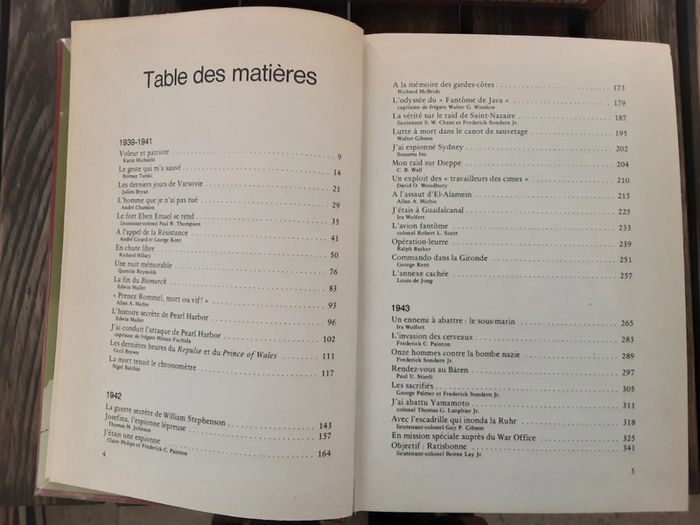 Table des matières
1939-1941
Voleur et patriote 9
Karin Michaelis
Le geste qui m'a sauvé 14
Roman Turski
Les derniers jours de Varsovie 21
Julien Bryan
L'homme que je n'ai pas tué 29
André Chamson
Le fort Eben Emael se rend 35
lieutenant-colonel Paul W. Thompson
A l'appel de la Résistance 41
André Girard et George Kent
En chute libre 50
Richard Hillary
Une nuit mémorable 76
Quentin Reynolds
La fin du Bismarck 83
Edwin Muller
« Prenez Rommel, mort ou vif! » 93
Allan A. Michie
L'histoire secrète de Pearl Harbor 96
Edwin Muller
J'ai conduit l'attaque de Pearl Harbor 102
capitaine de frégate Mitsuo Fuchida
Les dernières heures du Repulse et du Prince of Wales 111
Cecil Brown
La mort tenait le chronomètre 117
Nigel Balchin
1942
La guerre secrète de William Stephenson 143
Josefina, l'espionne lépreuse 157
Thomas M. Johnson
J'étais une espionne 164
Claire Philips et Frederick C. Painton
4
A la mémoire des gardes-côtes 173
Richard McBride
L'odyssée du « Fantôme de Java » 179
capitaine de frégate Walter G. Winslow
La vérité sur le raid de Saint-Nazaire 187
lieutenant S. W. Chant et Frederick Sondern Jr.
Lutte à mort dans le canot de sauvetage 195
Walter Gibson
J'ai espionné Sydney 202
Susumu Ito
Mon raid sur Dieppe 204
C. B. Wall
Un exploit des « travailleurs des cimes » 210
David O. Woodbury
A l'assaut d'El-Alamein 215
Allan A. Michie
J'étais à Guadalcanal 225
Ira Wolfert
L'avion fantôme 233
colonel Robert L. Scott
Opération-leurre 239
Ralph Barker
Commando dans la Gironde 251
George Kent
L'annexe cachée 257
Louis de Jong
1943
Un ennemi à abattre : le sous-marin 265
Ira Wolfert
L'invasion des cerveaux 283
Frederick C. Painton
Onze hommes contre la bombe nazie 289
Frederick Sondern Jr.
Rendez-vous au Bären 297
Paul U. Stierli
Les sacrifiés 305
George Palmer et Frederick Sondern Jr.
J'ai abattu Yamamoto 311
colonel Thomas G. Lanphier Jr.
Avec l'escadrille qui inonda la Ruhr 318
lieutenant-colonel Guy P. Gibson
En mission spéciale auprès du War Office 325
Objectif : Ratisbonne 341
lieutenant-colonel Beirne Lay Jr.
5